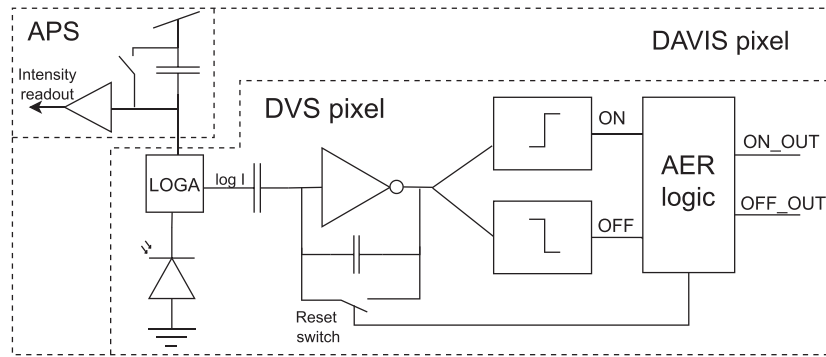 APS
DAVIS pixel
Intensity
readout
DVS pixel
ON
ON_OUT
AER
logic
LOGA
log I
OFF_OUT
OFF
Reset
switch